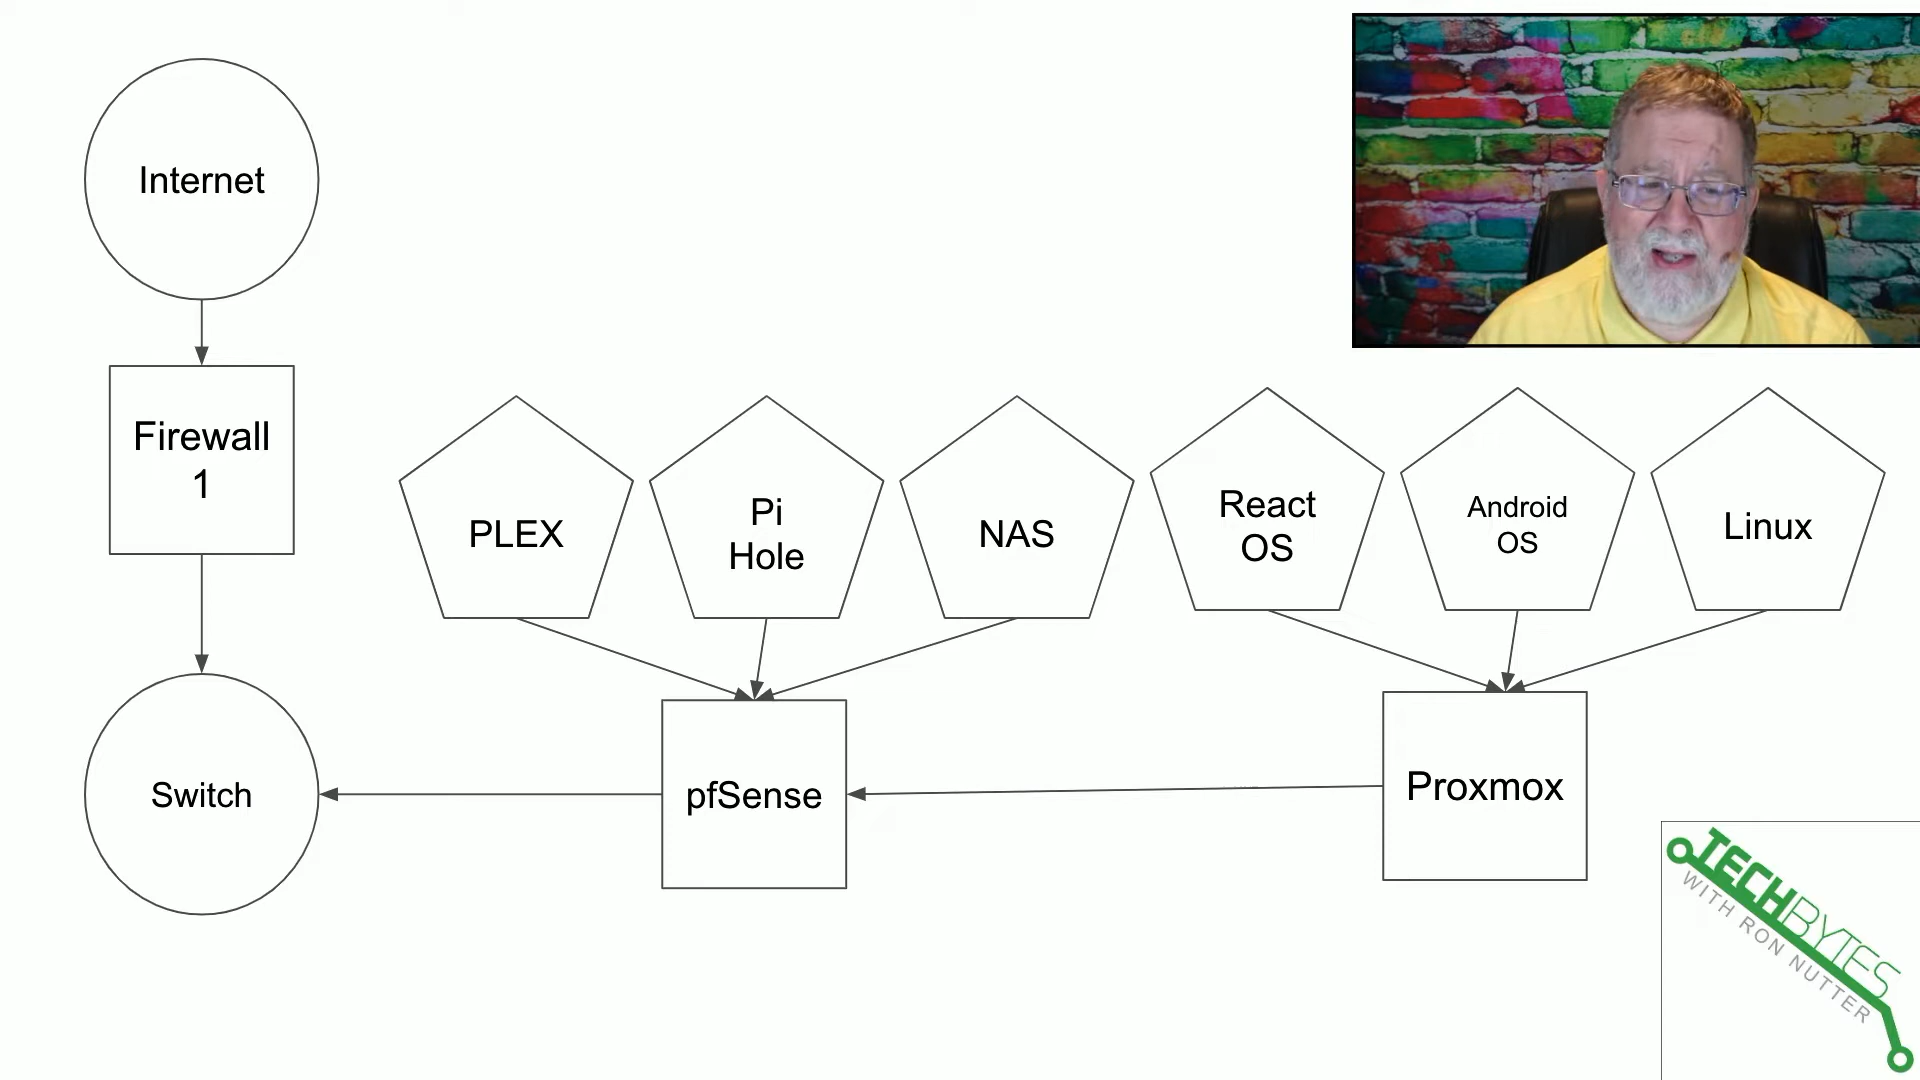 Internet
Firewall
1
PLEX
Pi
Hole
NAS
React
OS
Android
OS
Linux
Switch
pfSense
Proxmox
TECHBYTES
WITH RON NUTTER